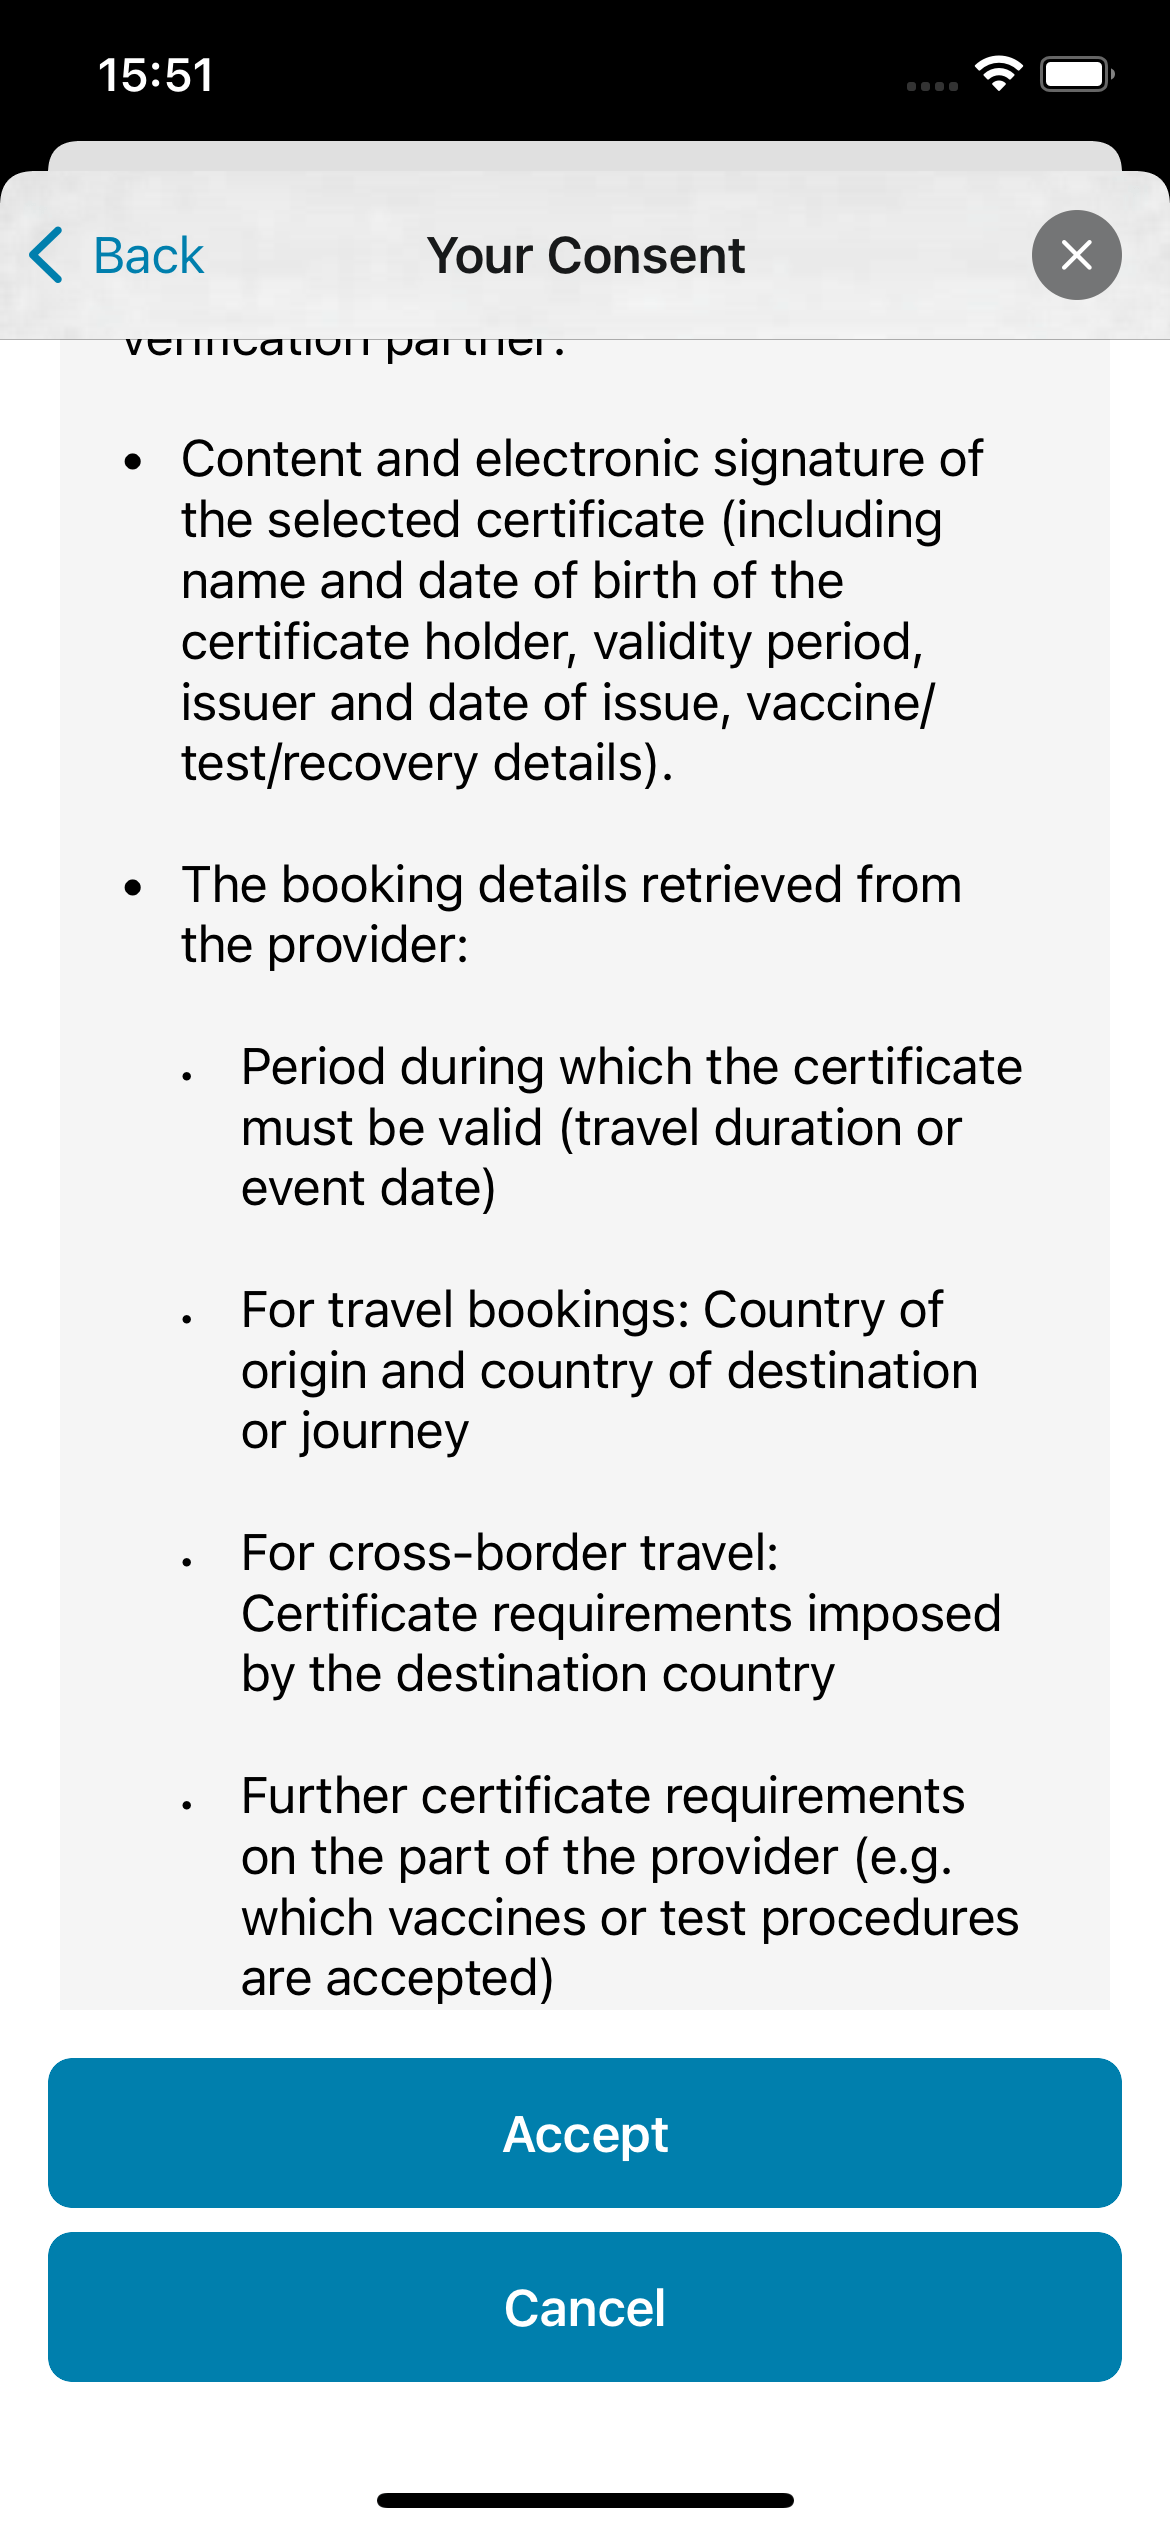 15:51
Back
Your Consent
verification partner:
• Content and electronic signature of
the selected certificate (including
name and date of birth of the
certificate holder, validity period,
issuer and date of issue, vaccine/
test/recovery details).
• The booking details retrieved from
the provider:
• Period during which the certificate
must be valid (travel duration or
event date)
• For travel bookings: Country of
origin and country of destination
or journey
• For cross-border travel:
Certificate requirements imposed
by the destination country
• Further certificate requirements
on the part of the provider (e.g.
which vaccines or test procedures
are accepted)
Accept
Cancel